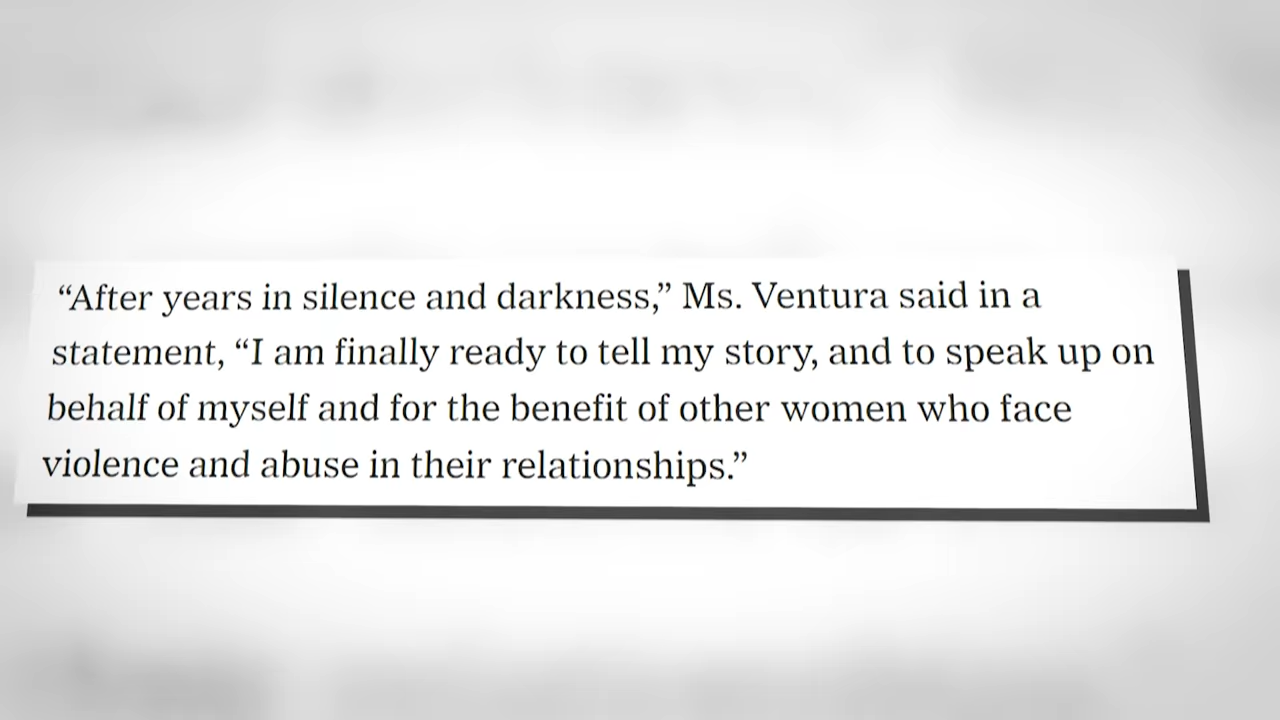 “After years in silence and darkness,” Ms. Ventura said in a
statement, “I am finally ready to tell my story, and to speak up on
behalf of myself and for the benefit of other women who face
violence and abuse in their relationships.”